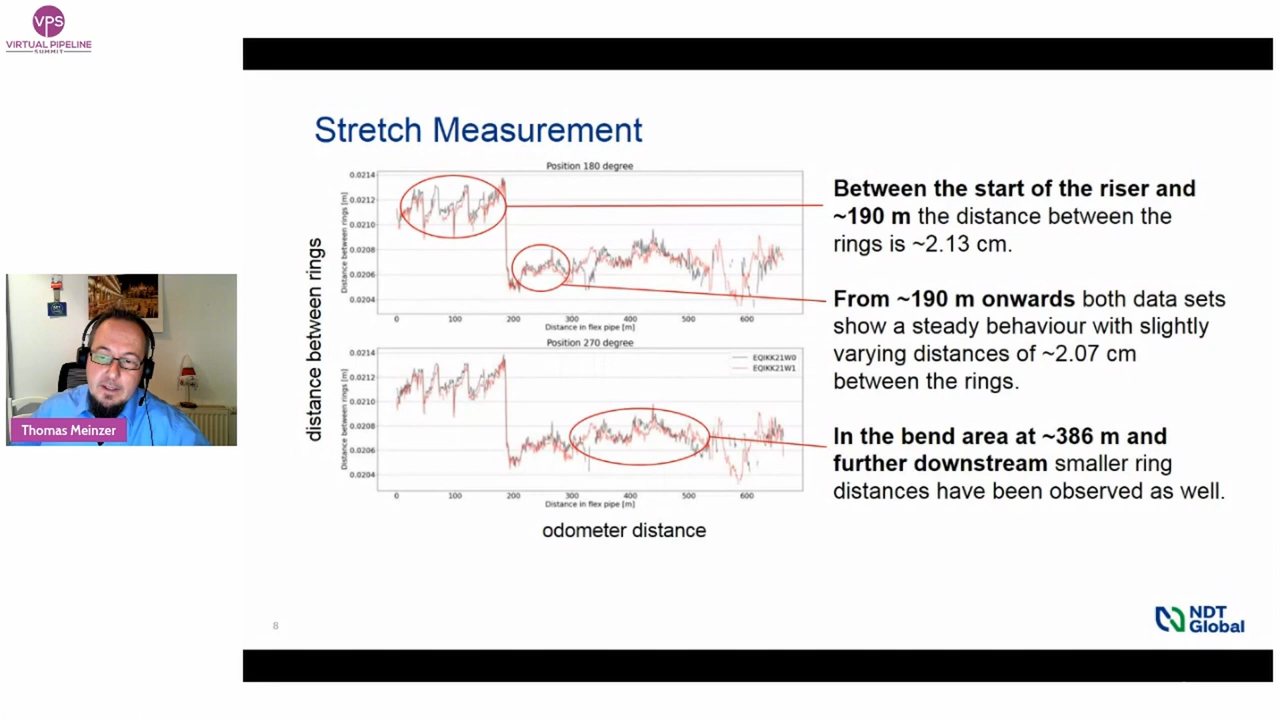 VPS
VIRTUAL PIPELINE
SUMMIT
Stretch Measurement
Position 180 degree
0.0214
0.0212
0.0210
0.0208
0.0206
0.0204
Distance between rings [m]
0 100 200 300 400 500 600
Distance in flex pipe [m]
Position 270 degree
EQIKK21W0
EQIKK21W1
0.0214
0.0212
0.0210
0.0208
0.0206
0.0204
Distance between rings [m]
0 100 200 300 400 500 600
Distance in flex pipe [m]
distance between rings
odometer distance
Between the start of the riser and
~190 m the distance between the
rings is ~2.13 cm.
From ~190 m onwards both data sets
show a steady behaviour with slightly
varying distances of ~2.07 cm
between the rings.
In the bend area at ~386 m and
further downstream smaller ring
distances have been observed as well.
Thomas Meinzer
8
NDT
Global